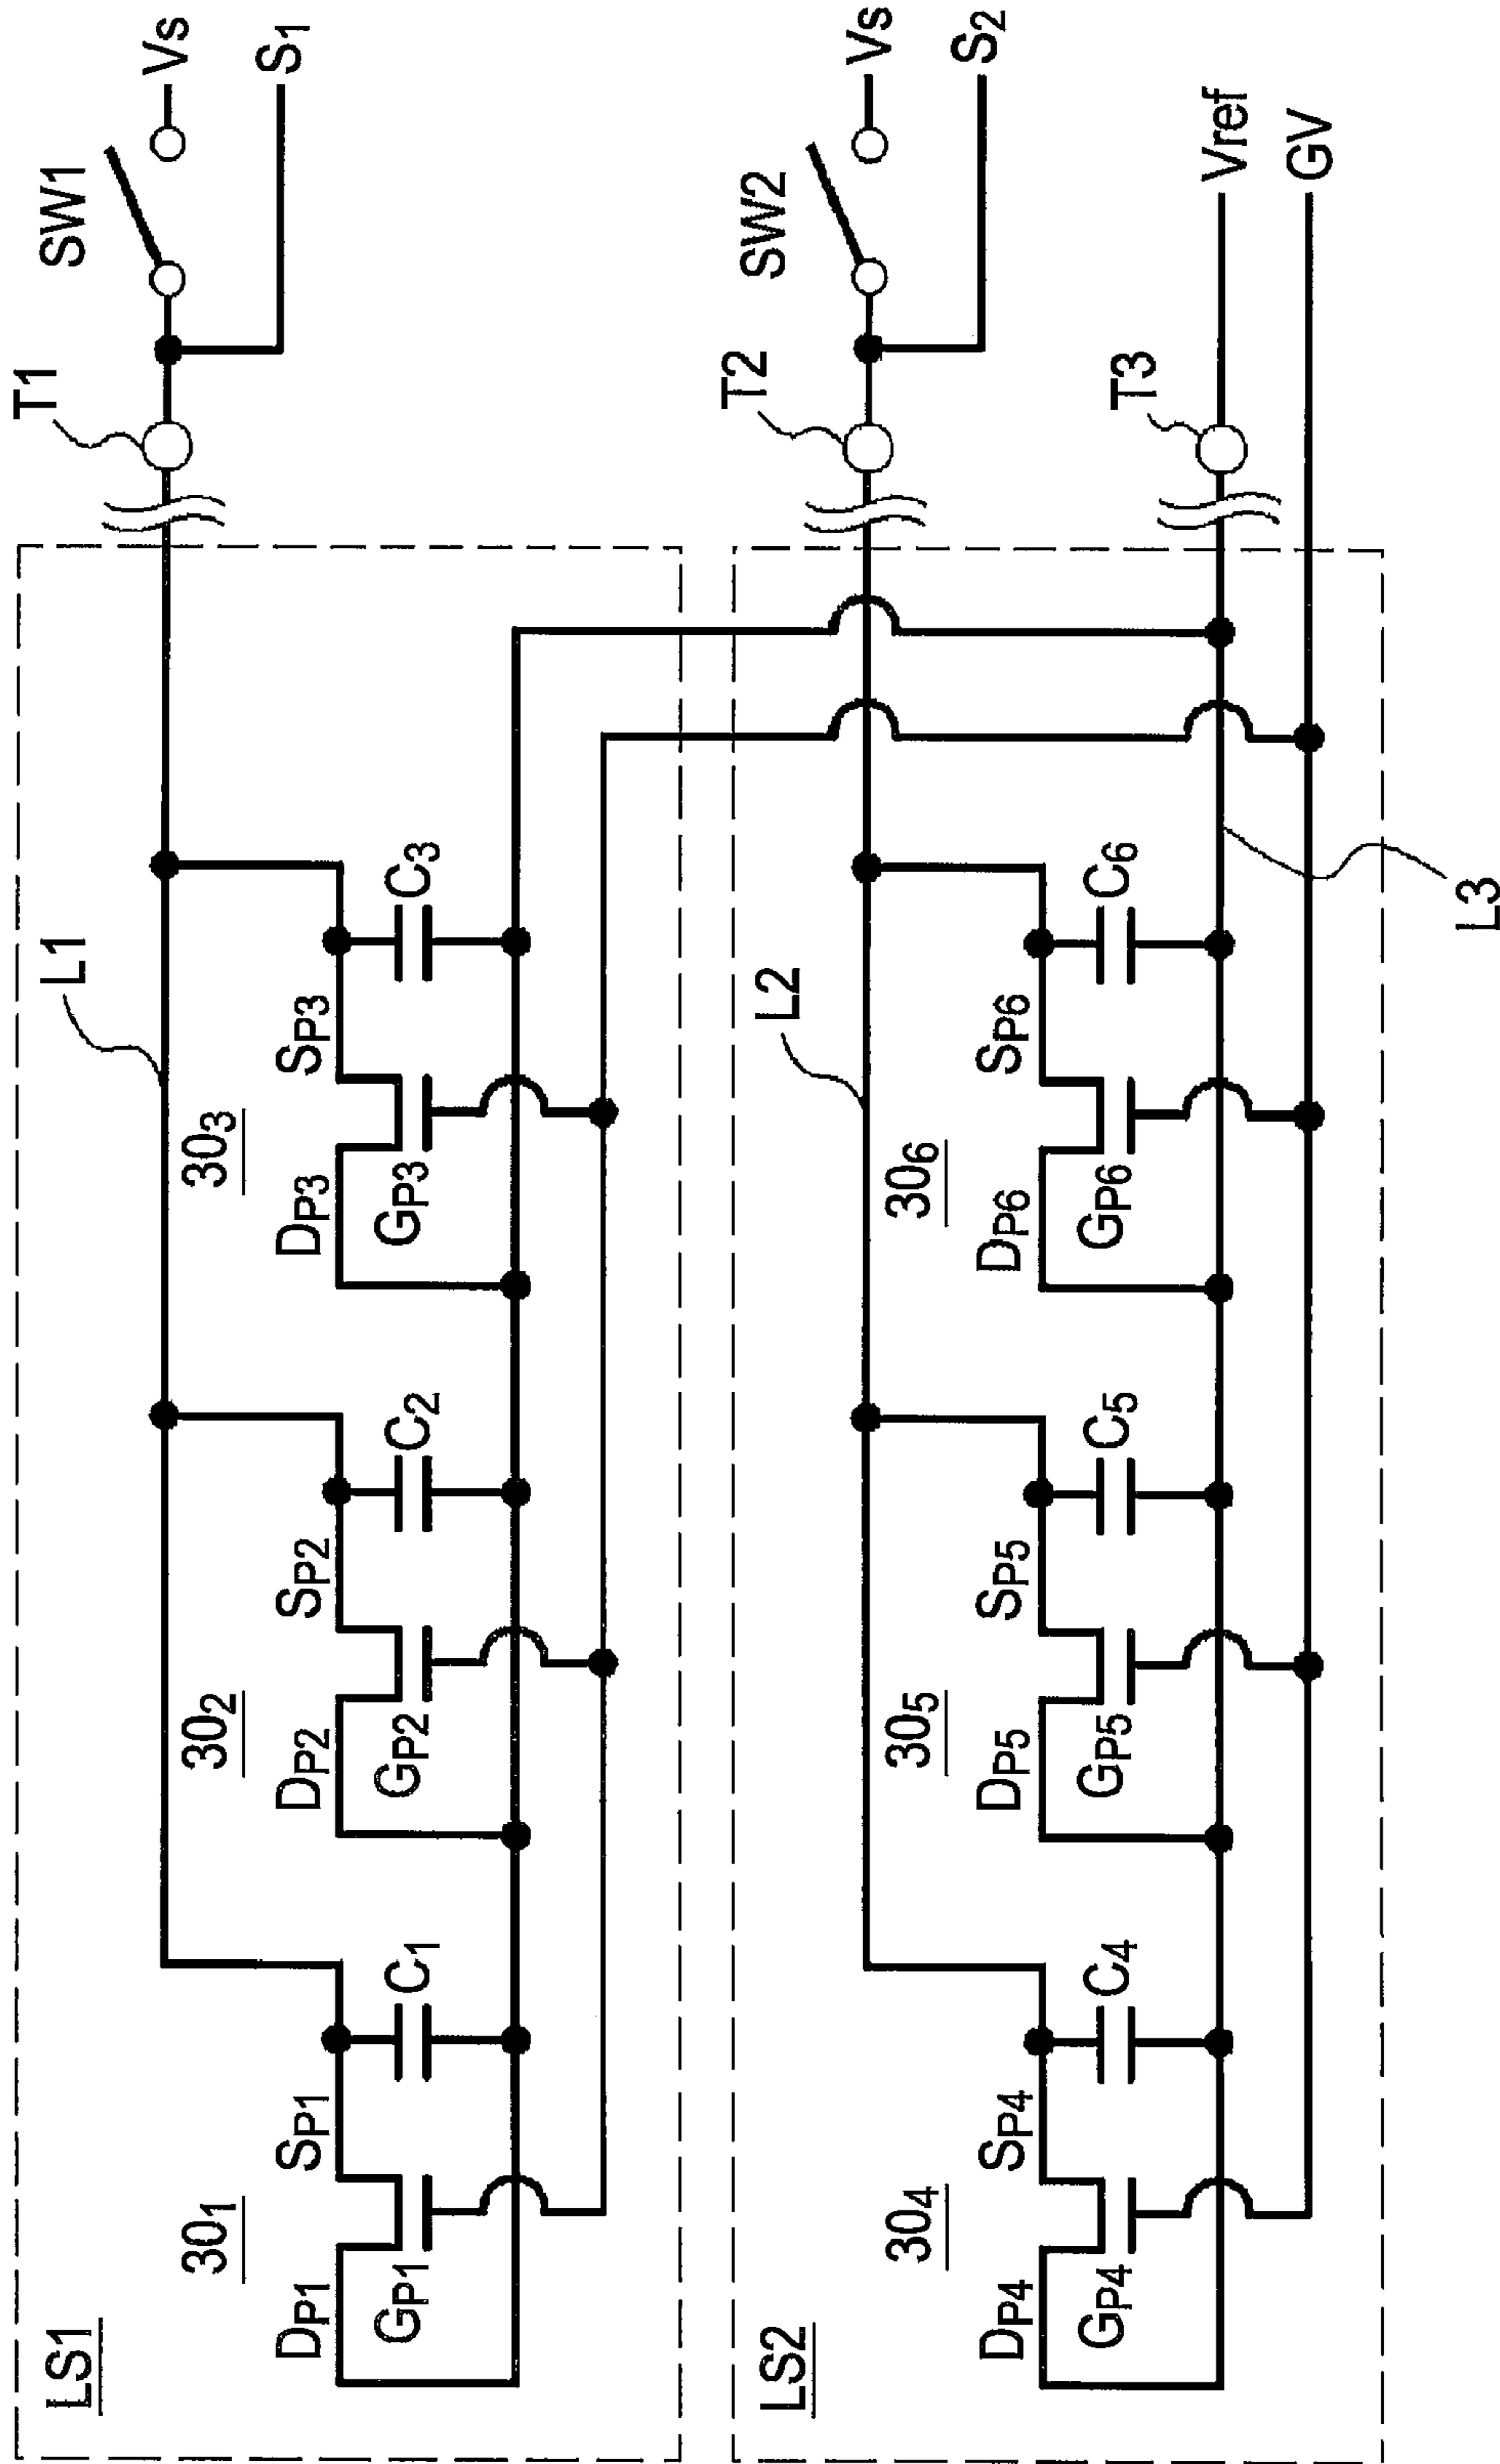 LS1
L1
T1
SW1
Vs
S1
301
DP1
GP1
SP1
C1
302
DP2
GP2
SP2
C2
303
DP3
GP3
SP3
C3
LS2
L2
T2
SW2
Vs
S2
304
DP4
GP4
SP4
C4
305
DP5
GP5
SP5
C5
306
DP6
GP6
SP6
C6
T3
Vref
GV
L3